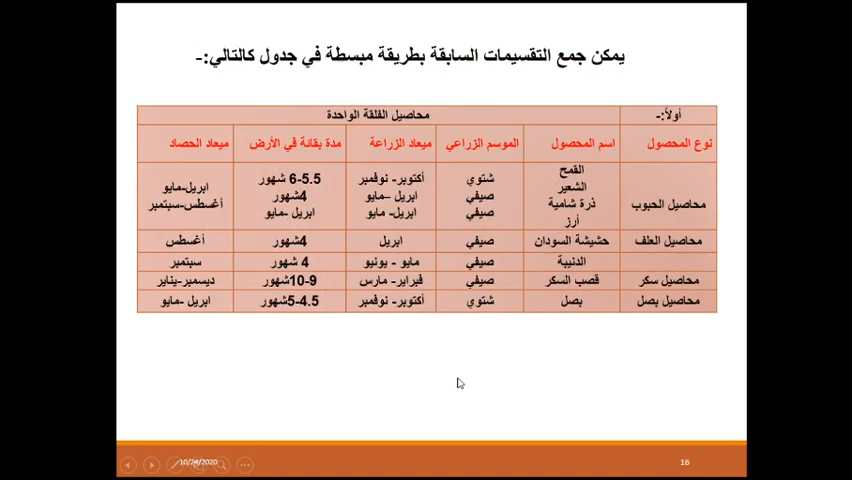 يمكن جمع التقسيمات السابقة بطريقة مبسطة في جدول كالتالي:-
أولاً:- محاصيل الفلقة الواحدة
نوع المحصول اسم المحصول الموسم الزراعي ميعاد الزراعة مدة بقائة في الأرض ميعاد الحصاد
محاصيل الحبوب
القمح
الشعير
ذرة شامية
أرز
شتوي
صيفي
صيفي
أكتوبر- نوفمبر
ابريل –مايو
ابريل- مايو
6-5.5 شهور
4شهور
ابريل -مايو
ابريل-مايو
أغسطس-سبتمبر
محاصيل العلف حشيشة السودان صيفي ابريل 4شهور أغسطس
الدنيبة صيفي مايو - يونيو 4 شهور سبتمبر
محاصيل سكر قصب السكر صيفي فبراير- مارس 10-9شهور ديسمبر-يناير
محاصيل بصل بصل شتوي أكتوبر- نوفمبر 5-4.5شهور ابريل -مايو
10/24/2020 16